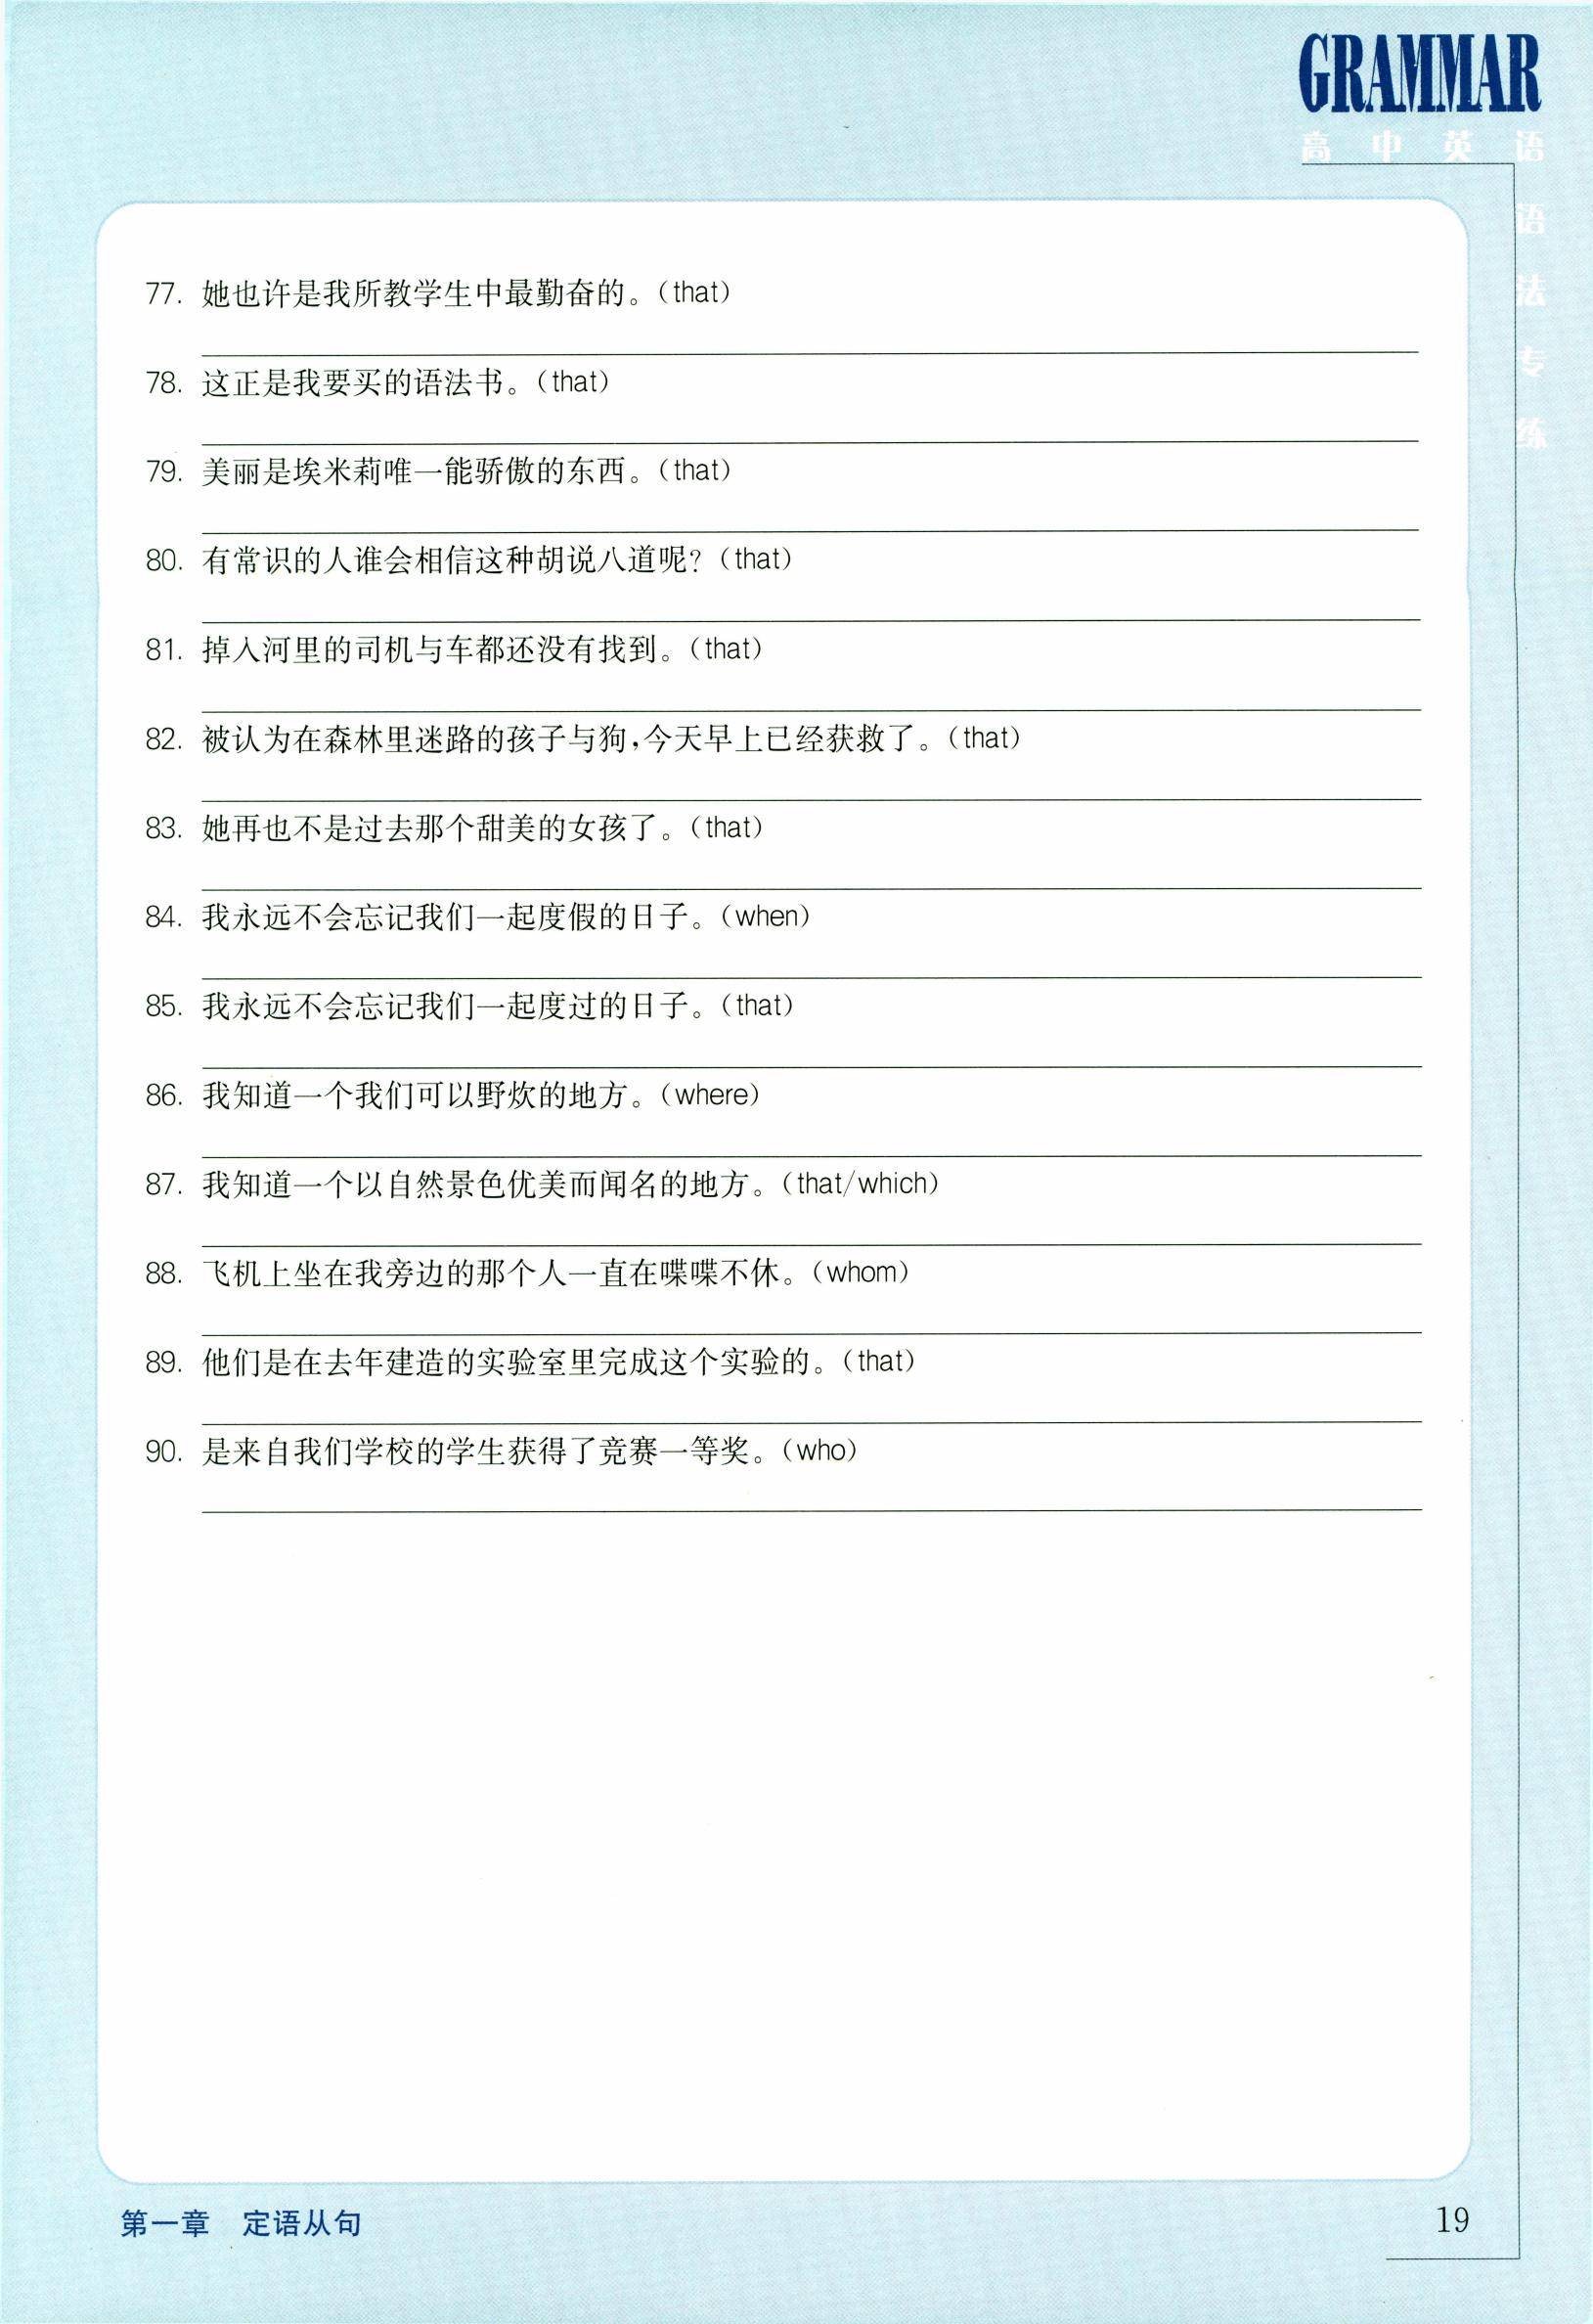 GRAMMAR
高中英语
语法专练
77. 她也许是我所教学生中最勤奋的。(that)
78. 这正是我要买的语法书。(that)
79. 美丽是埃米莉唯一能骄傲的东西。(that)
80. 有常识的人谁会相信这种胡说八道呢?(that)
81. 掉入河里的司机与车都还没有找到。(that)
82. 被认为在森林里迷路的孩子与狗,今天早上已经获救了。(that)
83. 她再也不是过去那个甜美的女孩了。(that)
84. 我永远不会忘记我们一起度假的日子。(when)
85. 我永远不会忘记我们一起度过的日子。(that)
86. 我知道一个我们可以野炊的地方。(where)
87. 我知道一个以自然景色优美而闻名的地方。(that/which)
88. 飞机上坐在我旁边的那个人一直在喋喋不休。(whom)
89. 他们是在去年建造的实验室里完成这个实验的。(that)
90. 是来自我们学校的学生获得了竞赛一等奖。(who)
第一章 定语从句
19